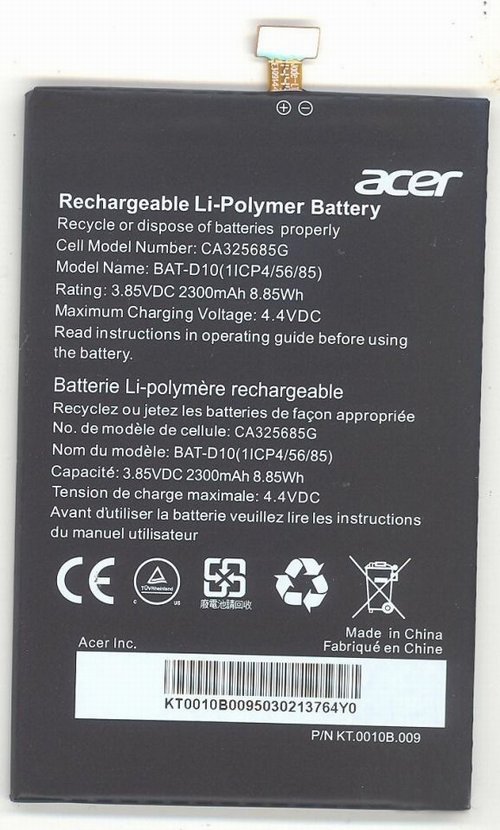 acer
Rechargeable Li-Polymer Battery
Recycle or dispose of batteries properly
Cell Model Number: CA325685G
Model Name: BAT-D10(1ICP4/56/85)
Rating: 3.85VDC 2300mAh 8.85Wh
Maximum Charging Voltage: 4.4VDC
Read instructions in operating guide before using
the battery.
Batterie Li-polymère rechargeable
Recyclez ou jetez les batteries de façon appropriée
No. de modèle de cellule: CA325685G
Nom du modèle: BAT-D10(1ICP4/56/85)
Capacité: 3.85VDC 2300mAh 8.85Wh
Tension de charge maximale: 4.4VDC
Avant d'utiliser la batterie veuillez lire les instructions
du manuel utilisateur
CE
TÜVRheinland
C US
廢電池請回收
Acer Inc.
Made in China
Fabriqué en Chine
KT0010B0095030213764Y0
P/N KT.0010B.009